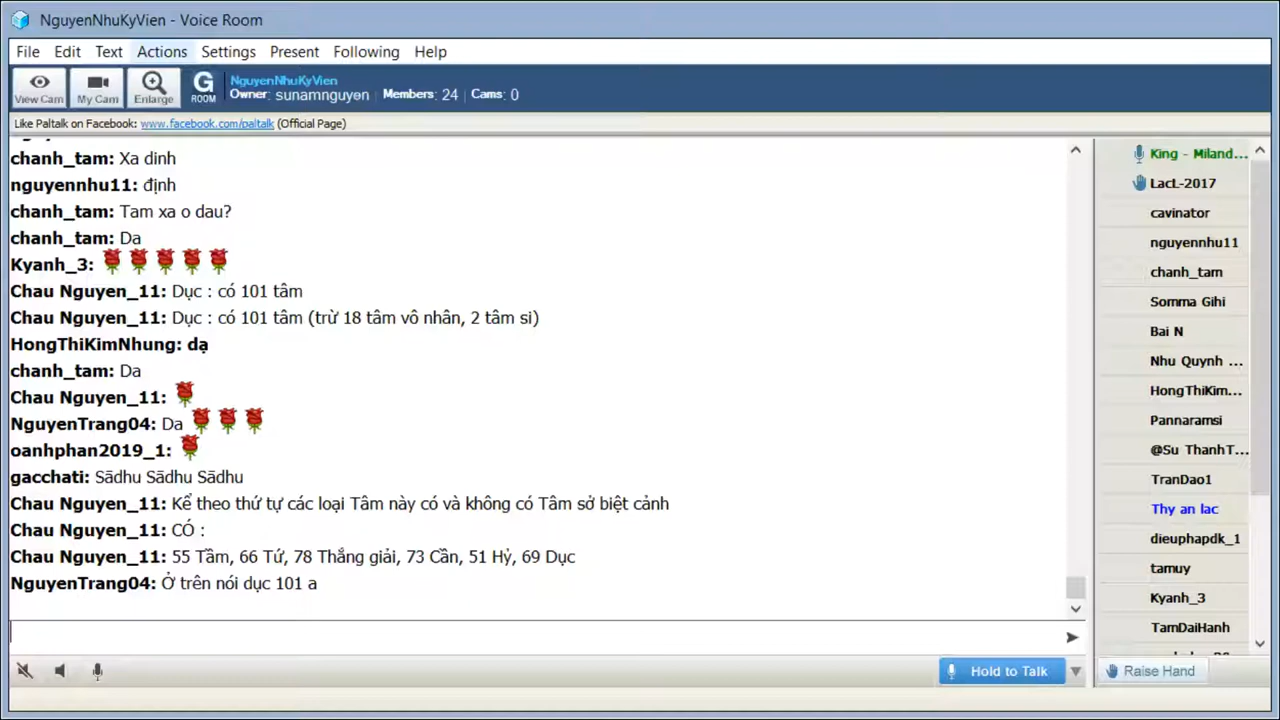 NguyenNhuKyVien - Voice Room
File Edit Text Actions Settings Present Following Help
View Cam
My Cam
Enlarge
G ROOM
NguyenNhuKyVien
Owner: sunamnguyen Members: 24 Cams: 0
Like Paltalk on Facebook: www.facebook.com/paltalk (Official Page)
chanh_tam: Xa dinh
nguyennhu11: định
chanh_tam: Tam xa o dau?
chanh_tam: Da
Kyanh_3:
Chau Nguyen_11: Dục : có 101 tâm
Chau Nguyen_11: Dục : có 101 tâm (trừ 18 tâm vô nhân, 2 tâm si)
HongThiKimNhung: dạ
chanh_tam: Da
Chau Nguyen_11:
NguyenTrang04: Da
oanhphan2019_1:
gacchati: Sādhu Sādhu Sādhu
Chau Nguyen_11: Kể theo thứ tự các loại Tâm này có và không có Tâm sở biệt cảnh
Chau Nguyen_11: CÓ :
Chau Nguyen_11: 55 Tầm, 66 Tứ, 78 Thắng giải, 73 Cần, 51 Hỷ, 69 Dục
NguyenTrang04: Ở trên nói dục 101 a
Hold to Talk
King - Miland...
LacL-2017
cavinator
nguyennhu11
chanh_tam
Somma Gihi
Bai N
Nhu Quynh ...
HongThiKim...
Pannaramsi
@Su ThanhT...
TranDao1
Thy an lac
dieuphapdk_1
tamuy
Kyanh_3
TamDaiHanh
Raise Hand